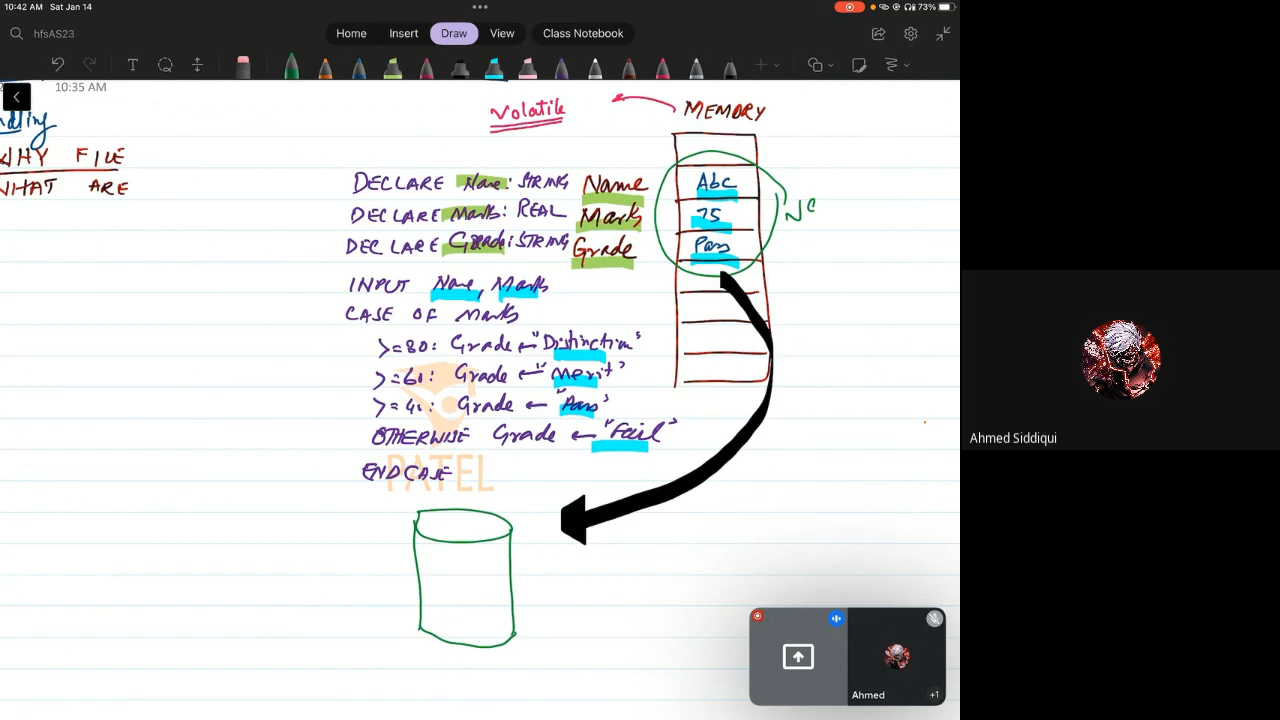 10:42 AM Sat Jan 14
73%
hfsAS23
Home Insert Draw View Class Notebook
10:35 AM
ndling
WHY FILE
WHAT ARE
Volatile
MEMORY
DECLARE Name: STRING Name Abc
DECLARE Marks: REAL Mark 75
DECLARE Grade: STRING Grade Pass
INPUT Name, Marks
CASE OF Marks
>=80: Grade ← "Distinction"
>=60: Grade ← "Merit"
>=40: Grade ← "Pass"
OTHERWISE Grade ← "Fail"
ENDCASE
PATEL
Ahmed Siddiqui
Ahmed
+1